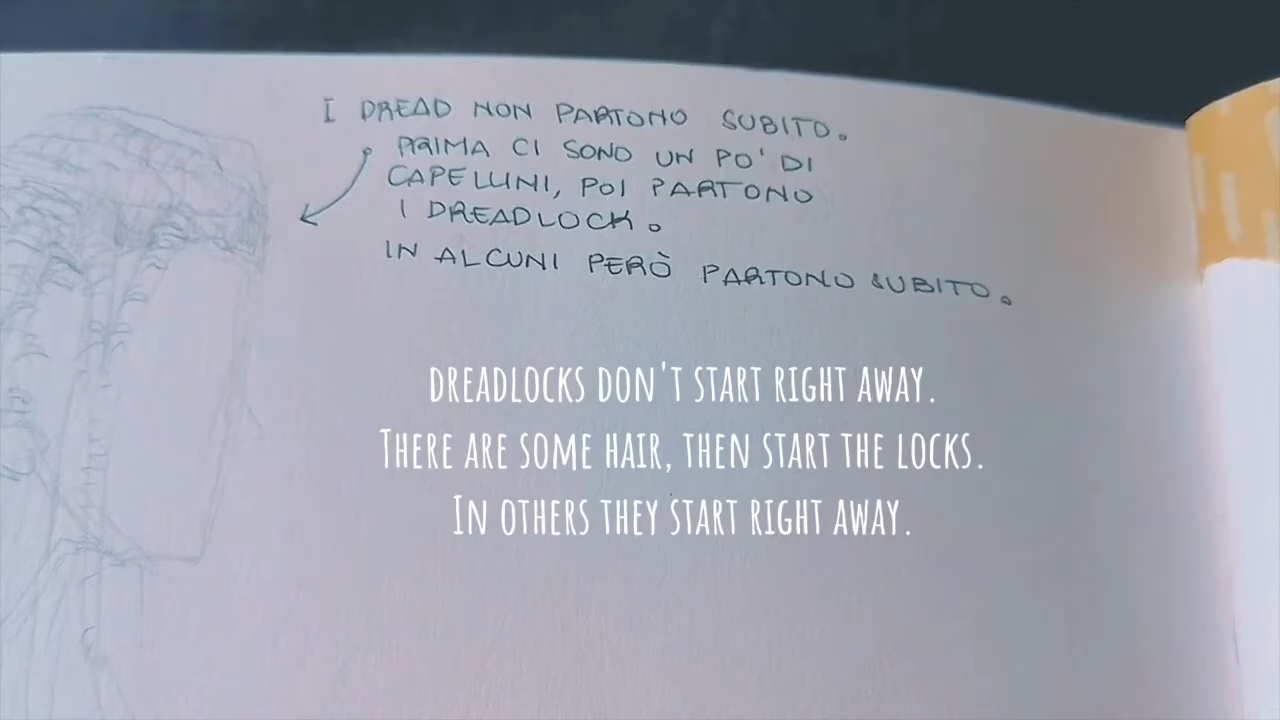 I DREAD NON PARTONO SUBITO.
PRIMA CI SONO UN PO' DI
CAPELLINI, POI PARTONO
I DREADLOCK.
IN ALCUNI PERÒ PARTONO SUBITO.
DREADLOCKS DON'T START RIGHT AWAY.
THERE ARE SOME HAIR, THEN START THE LOCKS.
IN OTHERS THEY START RIGHT AWAY.